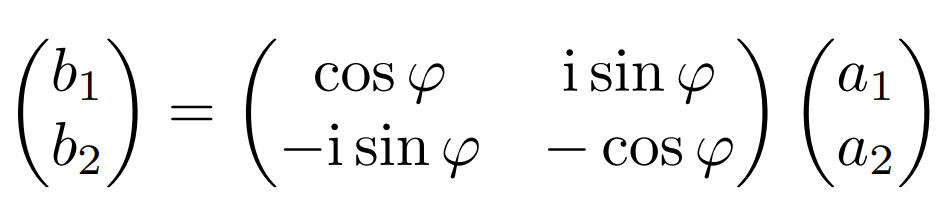 (b₁ b₂) = (cos φ i sin φ −i sin φ − cos φ) (a₁ a₂)